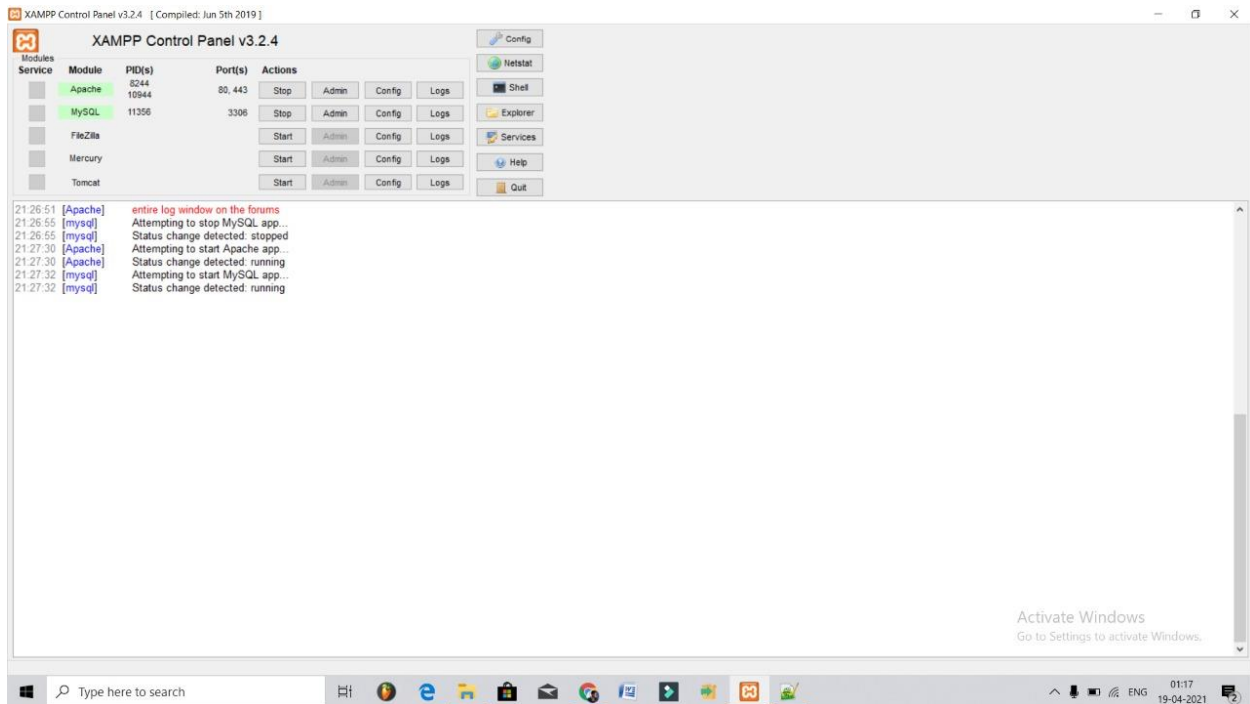 XAMPP Control Panel v3.2.4 [ Compiled: Jun 5th 2019 ]
XAMPP Control Panel v3.2.4
Config
Modules
Service Module PID(s) Port(s) Actions
Netstat
Apache 8244 10944 80, 443 Stop Admin Config Logs
Shell
MySQL 11356 3306 Stop Admin Config Logs
Explorer
FileZilla Start Admin Config Logs
Services
Mercury Start Admin Config Logs
Help
Tomcat Start Admin Config Logs
Quit
21:26:51 [Apache] entire log window on the forums
21:26:55 [mysql] Attempting to stop MySQL app...
21:26:55 [mysql] Status change detected: stopped
21:27:30 [Apache] Attempting to start Apache app...
21:27:30 [Apache] Status change detected: running
21:27:32 [mysql] Attempting to start MySQL app...
21:27:32 [mysql] Status change detected: running
Activate Windows
Go to Settings to activate Windows.
Type here to search
ENG
01:17
19-04-2021
2